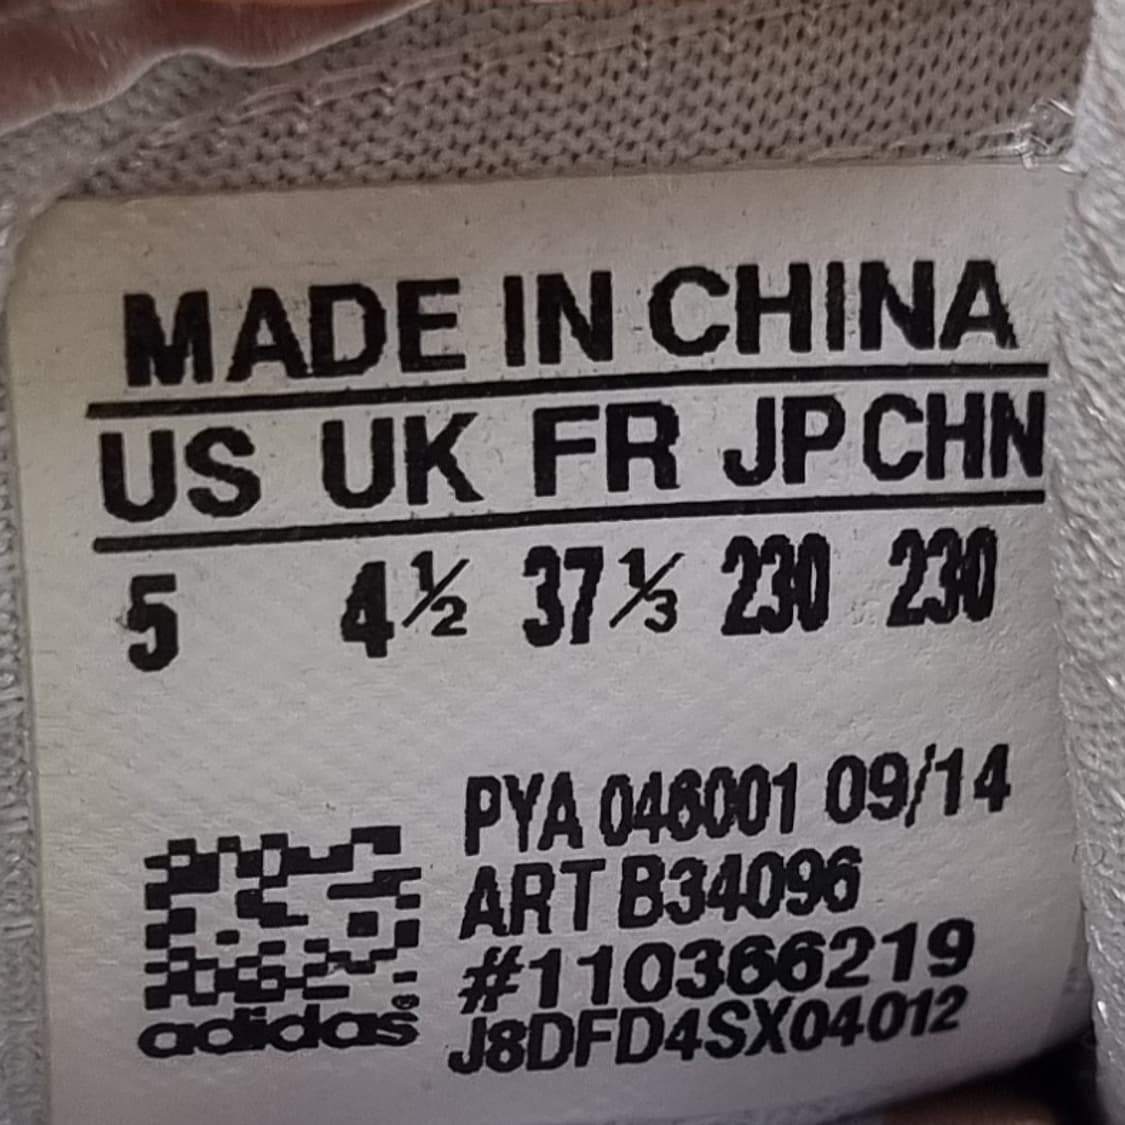 MADE IN CHINA
US UK FR JP CHN
5 4½ 37⅓ 230 230
PYA 046001 09/14
ART B34096
#110366219
adidas®
J8DFD4SX04012